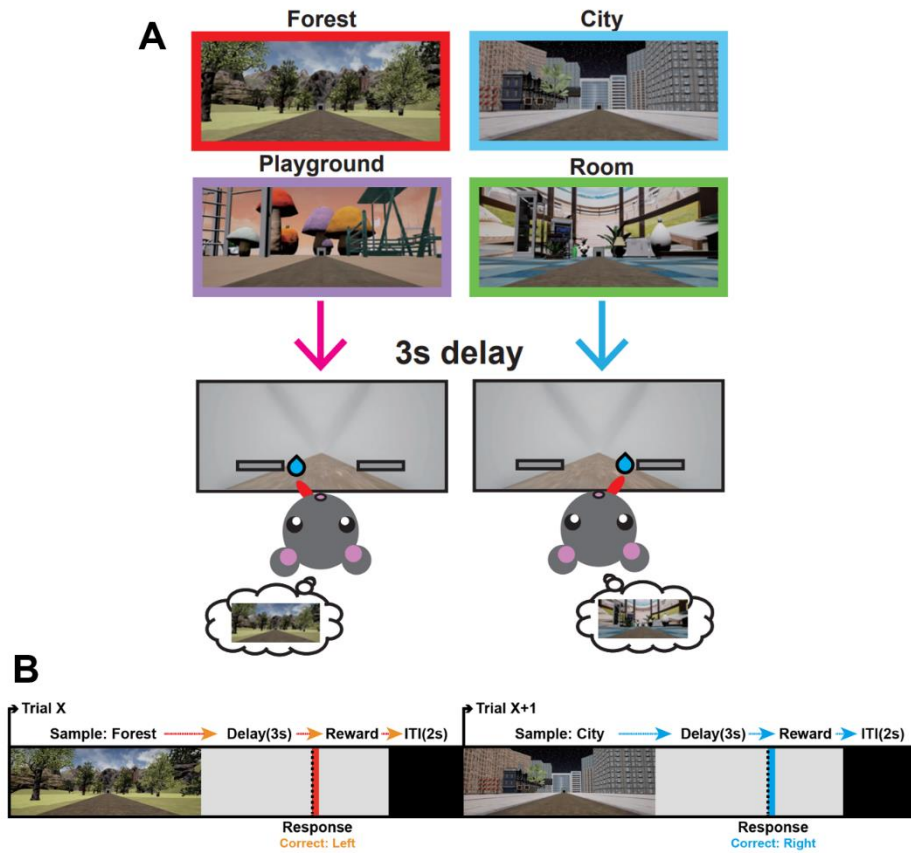 A
Forest
City
Playground
Room
3s delay
B
Trial X
Trial X+1
Sample: Forest Delay(3s) Reward ITI(2s)
Sample: City Delay(3s) Reward ITI(2s)
Response
Correct: Left
Response
Correct: Right